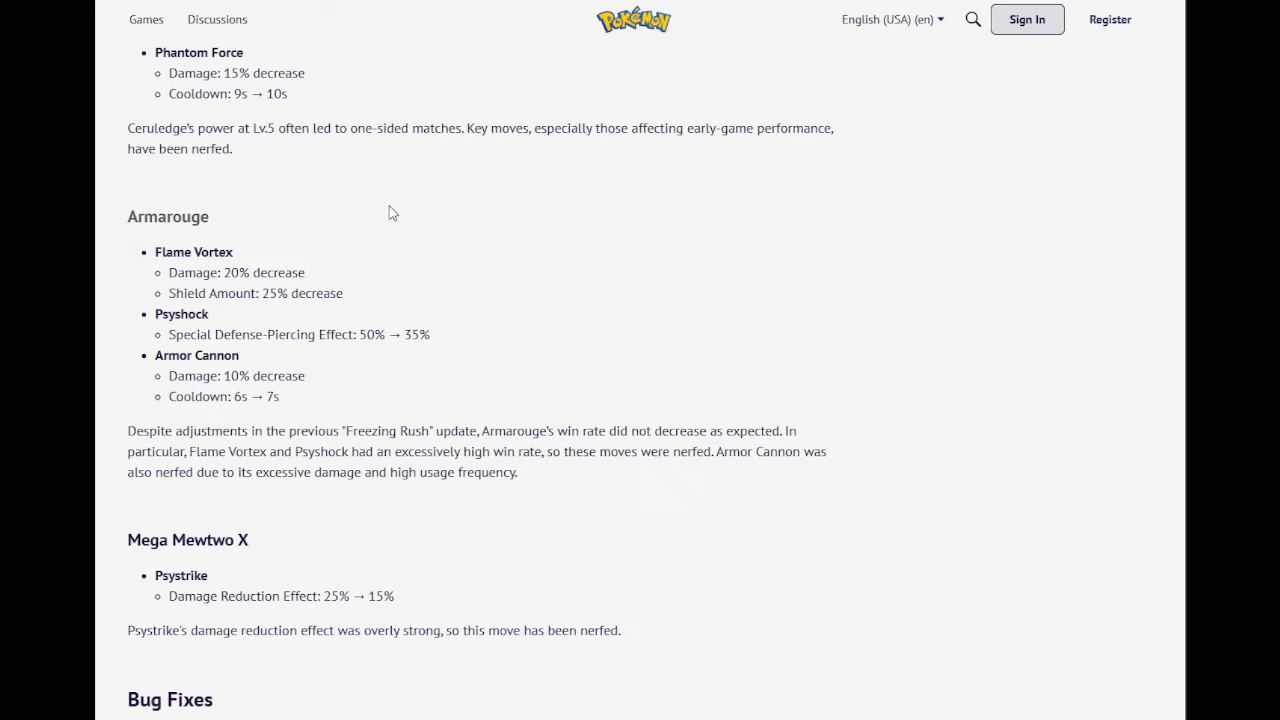 Games Discussions POKéMON English (USA) (en) Sign In Register
Phantom Force
Damage: 15% decrease
Cooldown: 9s → 10s
Ceruledge’s power at Lv.5 often led to one-sided matches. Key moves, especially those affecting early-game performance,
have been nerfed.
Armarouge
Flame Vortex
Damage: 20% decrease
Shield Amount: 25% decrease
Psyshock
Special Defense-Piercing Effect: 50% → 35%
Armor Cannon
Damage: 10% decrease
Cooldown: 6s → 7s
Despite adjustments in the previous "Freezing Rush" update, Armarouge’s win rate did not decrease as expected. In
particular, Flame Vortex and Psyshock had an excessively high win rate, so these moves were nerfed. Armor Cannon was
also nerfed due to its excessive damage and high usage frequency.
Mega Mewtwo X
Psystrike
Damage Reduction Effect: 25% → 15%
Psystrike's damage reduction effect was overly strong, so this move has been nerfed.
Bug Fixes